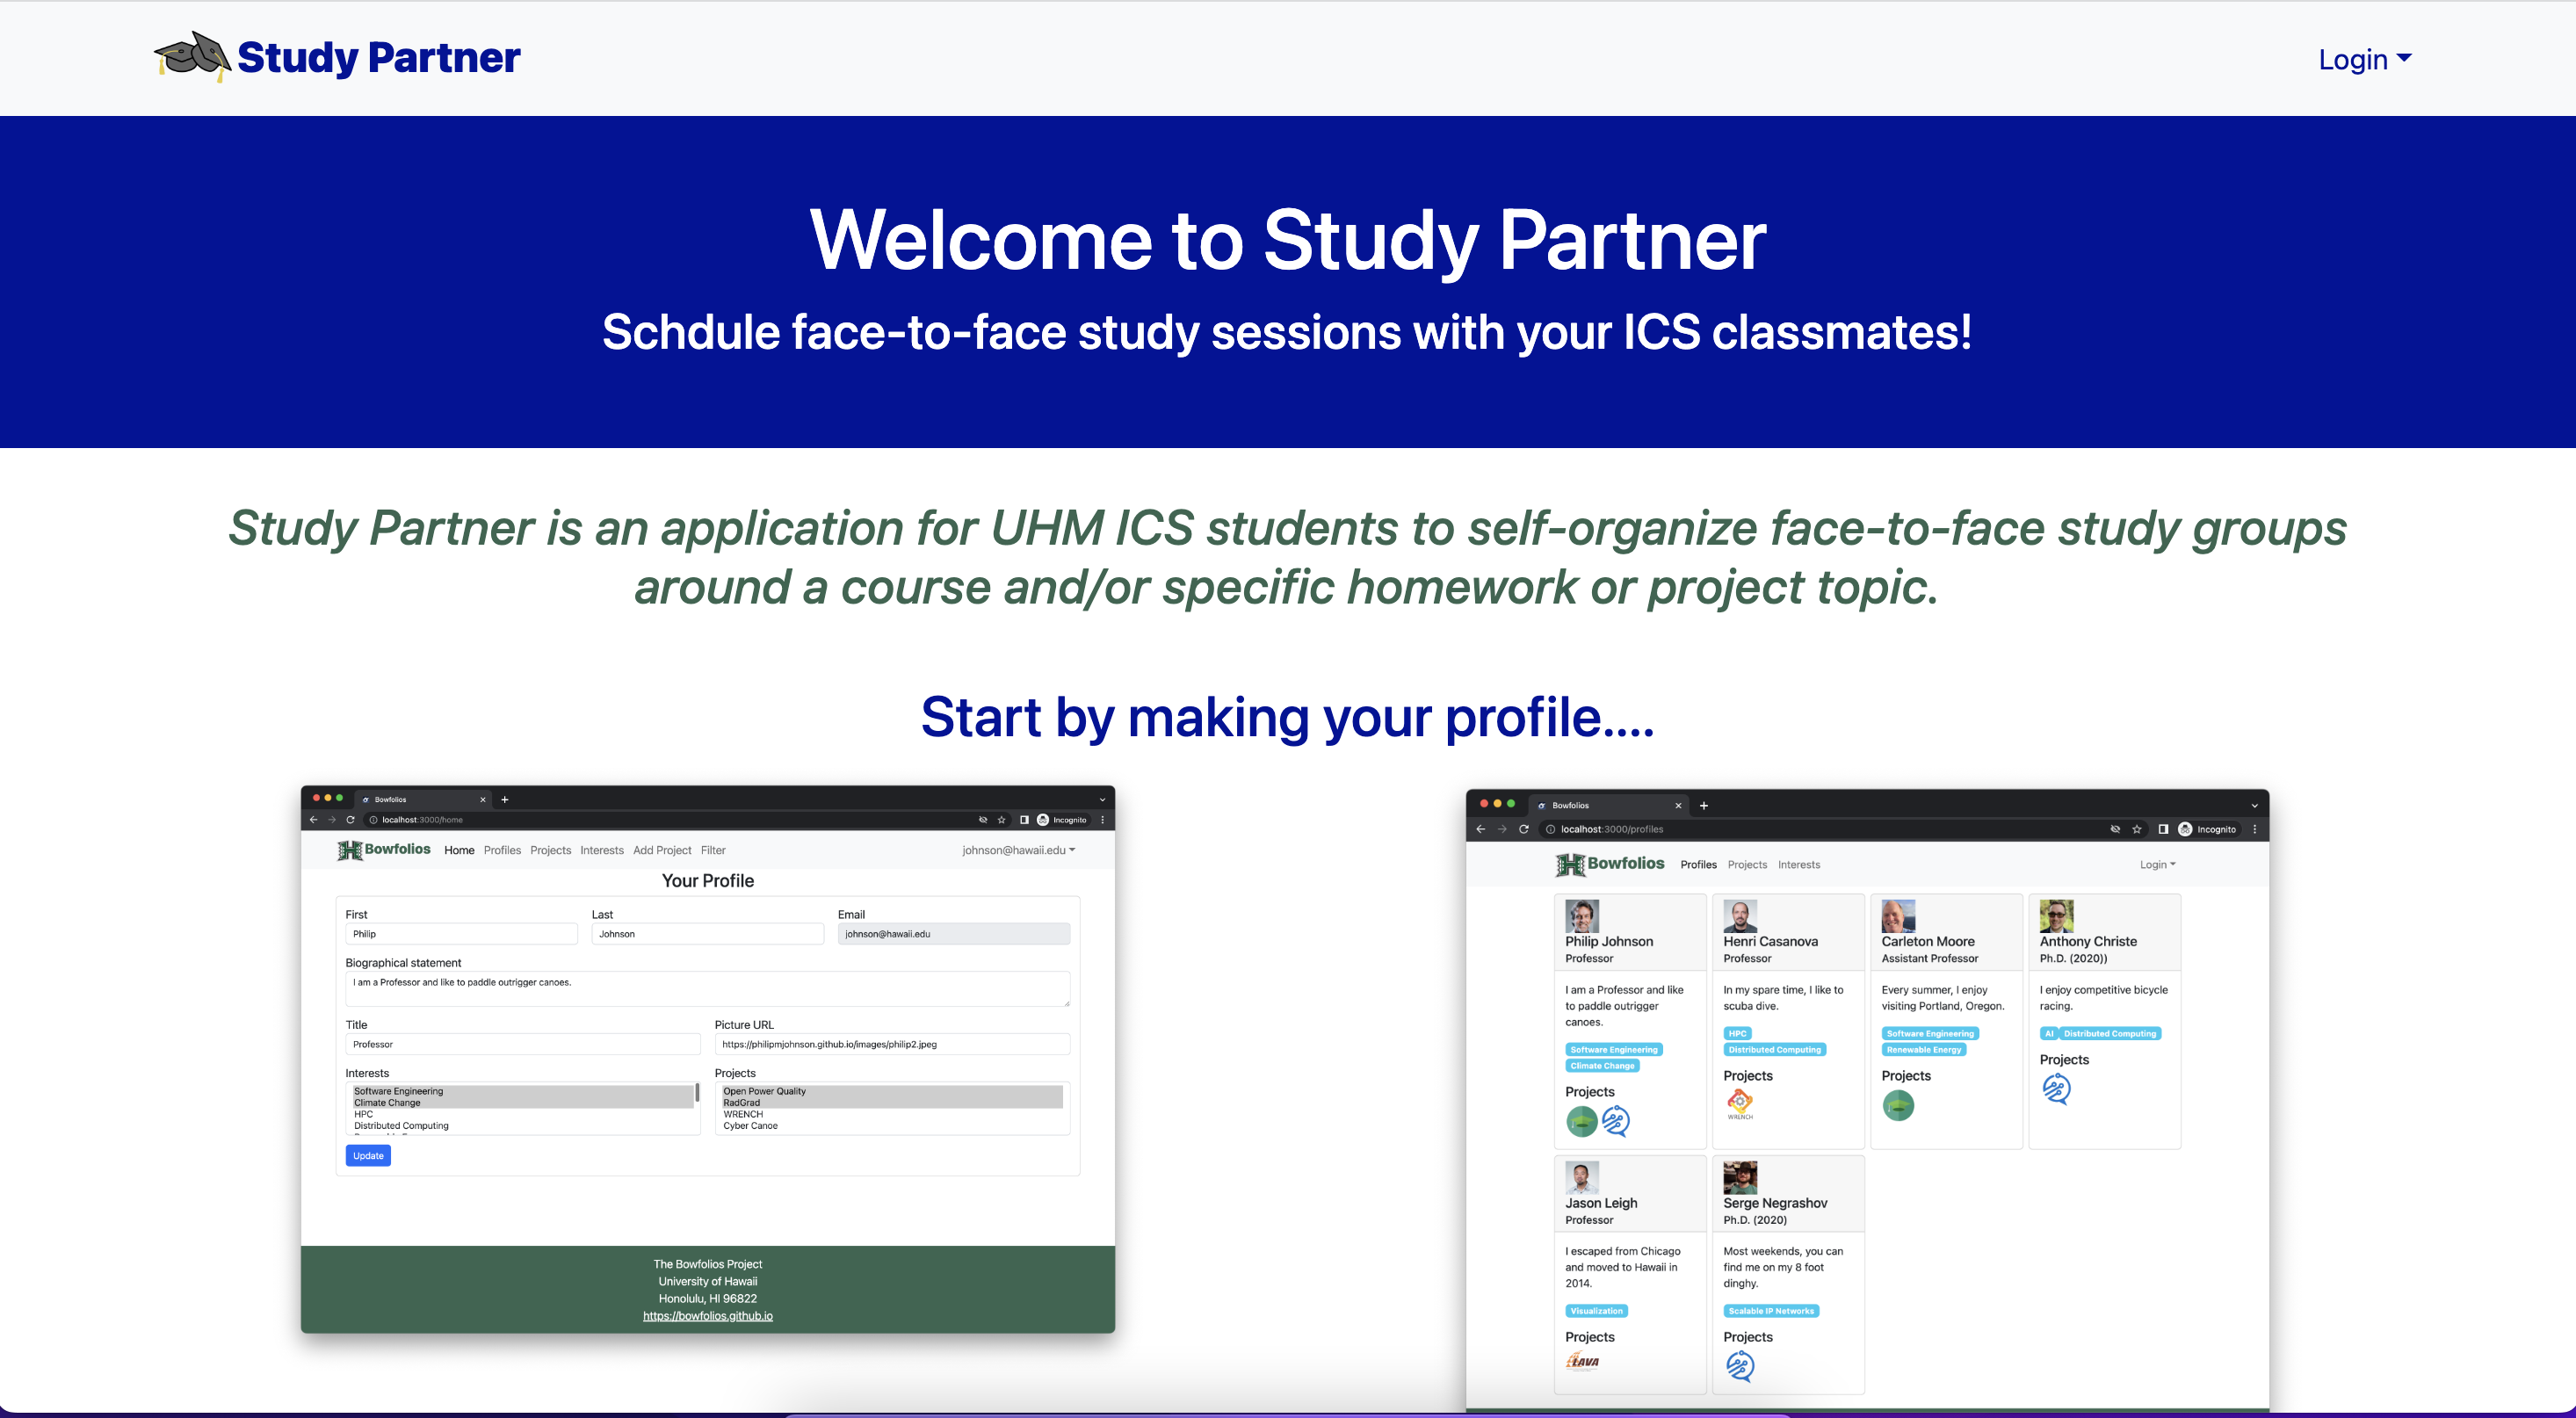 Study Partner
Login
Welcome to Study Partner
Schdule face-to-face study sessions with your ICS classmates!
Study Partner is an application for UHM ICS students to self-organize face-to-face study groups
around a course and/or specific homework or project topic.
Start by making your profile....
Bowfolios
localhost:3000/home
Incognito
Bowfolios Home Profiles Projects Interests Add Project Filter johnson@hawaii.edu
Your Profile
First Last Email
Philip Johnson johnson@hawaii.edu
Biographical statement
I am a Professor and like to paddle outrigger canoes.
Title Picture URL
Professor https://philipmjohnson.github.io/images/philip2.jpeg
Interests Projects
Software Engineering Open Power Quality
Climate Change RadGrad
HPC WRENCH
Distributed Computing Cyber Canoe
Update
The Bowfolios Project
University of Hawaii
Honolulu, HI 96822
https://bowfolios.github.io
Bowfolios
localhost:3000/profiles
Incognito
Bowfolios Profiles Projects Interests Login
Philip Johnson
Professor
I am a Professor and like
to paddle outrigger
canoes.
Software Engineering
Climate Change
Projects
Henri Casanova
Professor
In my spare time, I like to
scuba dive.
HPC
Distributed Computing
Projects
WRENCH
Carleton Moore
Assistant Professor
Every summer, I enjoy
visiting Portland, Oregon.
Software Engineering
Renewable Energy
Projects
Anthony Christe
Ph.D. (2020))
I enjoy competitive bicycle
racing.
AI Distributed Computing
Projects
Jason Leigh
Professor
I escaped from Chicago
and moved to Hawaii in
2014.
Visualization
Projects
LAVA
Serge Negrashov
Ph.D. (2020)
Most weekends, you can
find me on my 8 foot
dinghy.
Scalable IP Networks
Projects